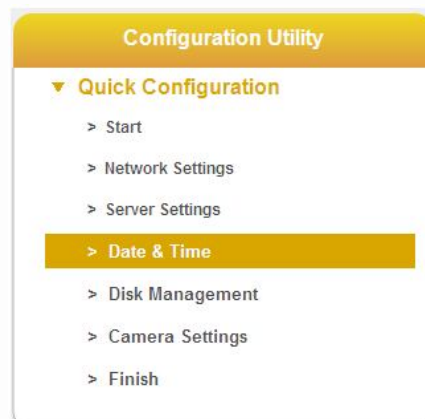 Configuration Utility
▼ Quick Configuration
> Start
> Network Settings
> Server Settings
> Date & Time
> Disk Management
> Camera Settings
> Finish